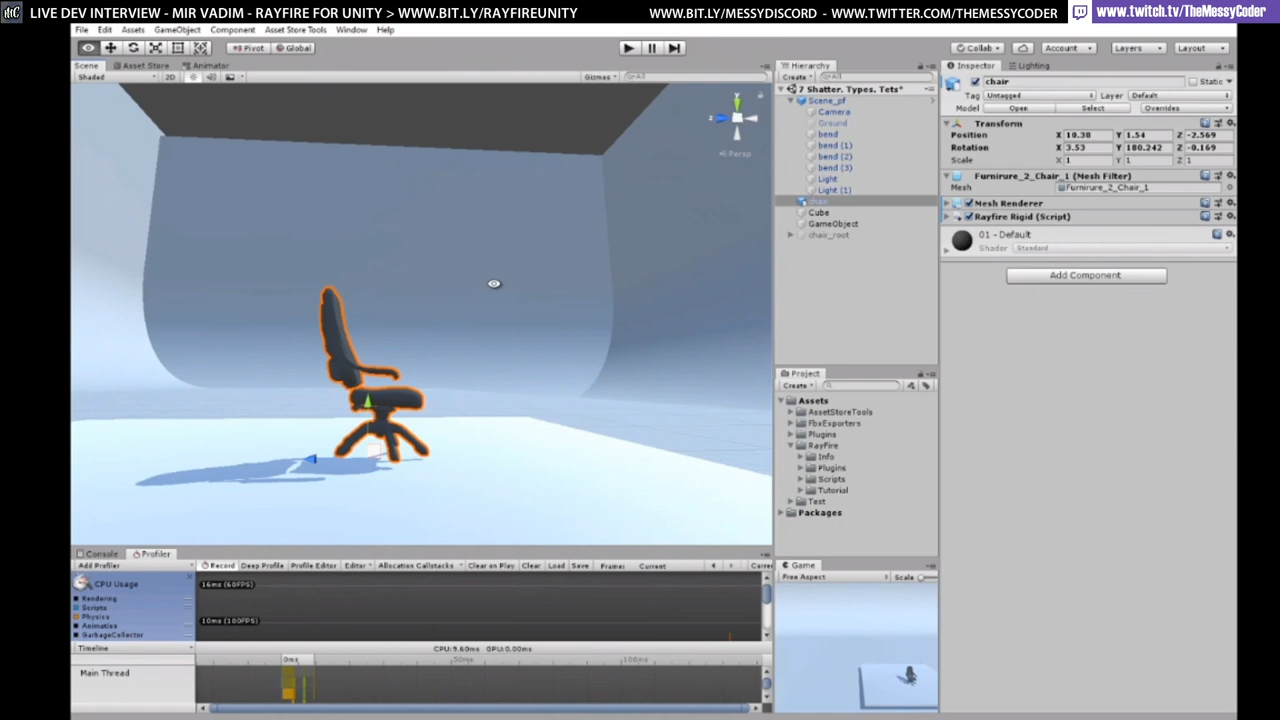 LIVE DEV INTERVIEW - MIR VADIM - RAYFIRE FOR UNITY > WWW.BIT.LY/RAYFIREUNITY WWW.BIT.LY/MESSYDISCORD - WWW.TWITTER.COM/THEMESSYCODER www.twitch.tv/TheMessyCoder
File Edit Assets GameObject Component Asset Store Tools Window Help
Pivot Global Collab Account Layers Layout
Scene Asset Store Animator
Shaded 2D Gizmos All
y
z
Persp
Hierarchy
Create All
7 Shatter. Types. Tets*
Scene_pf
Camera
Ground
bend
bend (1)
bend (2)
bend (3)
Light
Light (1)
chair
Cube
GameObject
chair_root
Inspector Lighting
chair Static
Tag Untagged Layer Default
Model Open Select Overrides
Transform
Position X 10.38 Y 1.54 Z -2.569
Rotation X 3.53 Y 180.242 Z -0.169
Scale X 1 Y 1 Z 1
Furnirure_2_Chair_1 (Mesh Filter)
Mesh Furnirure_2_Chair_1
Mesh Renderer
Rayfire Rigid (Script)
01 - Default
Shader Standard
Add Component
Project
Create
Assets
AssetStoreTools
FbxExporters
Plugins
RayFire
Info
Plugins
Scripts
Tutorial
Test
Packages
Console Profiler
Add Profiler Record Deep Profile Profile Editor Editor Allocation Callstacks Clear on Play Clear Load Save Frame: Current Curre
CPU Usage
Rendering
Scripts
Physics
Animation
GarbageCollector
16ms (60FPS)
10ms (100FPS)
Timeline CPU:9.60ms GPU:0.00ms
0ms 50ms 100ms
Main Thread
Game
Free Aspect Scale